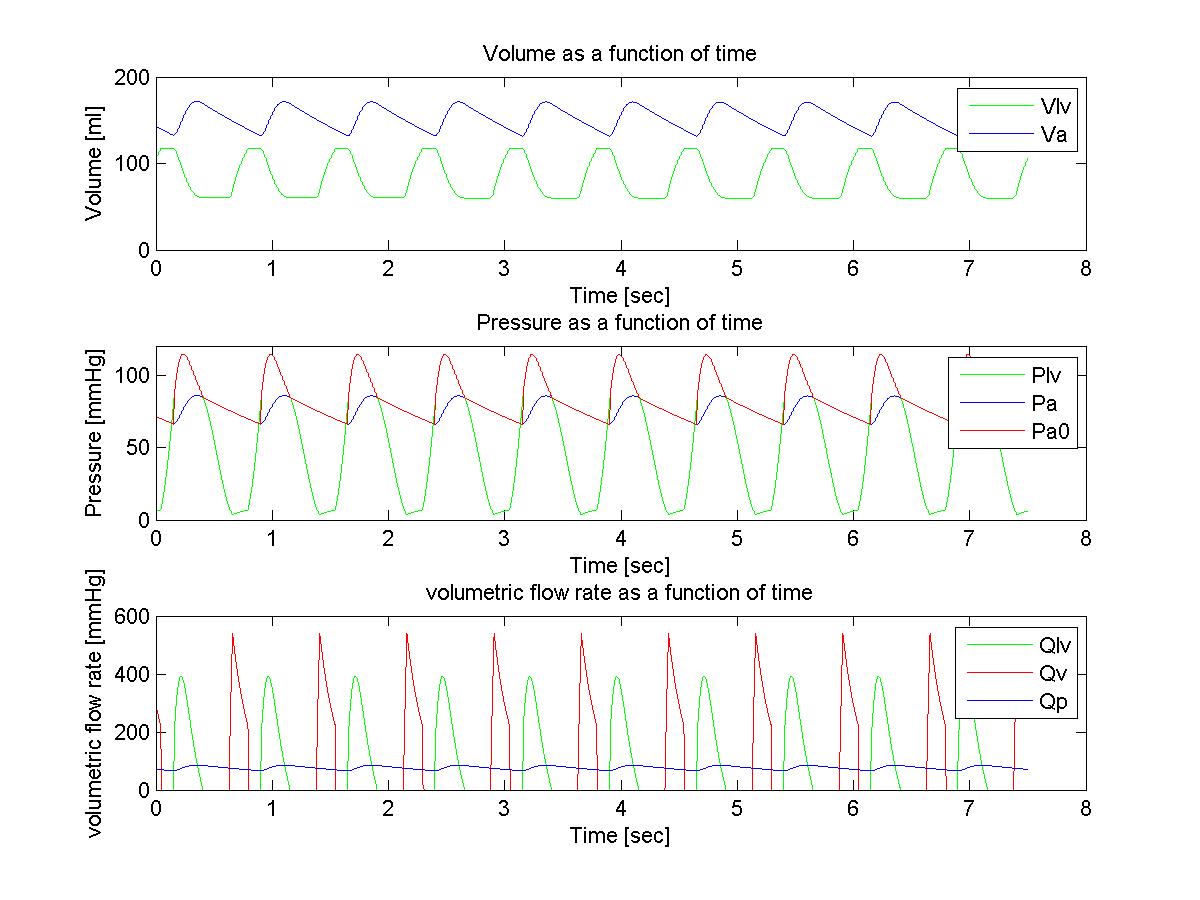 Volume as a function of time
Volume [ml]
200
100
0
Vlv
Va
0 1 2 3 4 5 6 7 8
Time [sec]
Pressure as a function of time
Pressure [mmHg]
100
50
0
Plv
Pa
Pa0
0 1 2 3 4 5 6 7 8
Time [sec]
volumetric flow rate as a function of time
volumetric flow rate [mmHg]
600
400
200
0
Qlv
Qv
Qp
0 1 2 3 4 5 6 7 8
Time [sec]